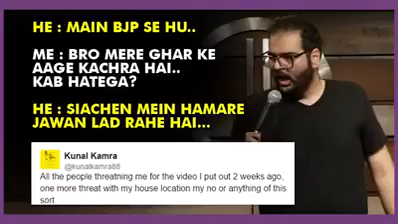 HE : MAIN BJP SE HU..
ME : BRO MERE GHAR KE
AAGE KACHRA HAI..
KAB HATEGA?
HE : SIACHEN MEIN HAMARE
JAWAN LAD RAHE HAI...
Kunal Kamra
@kunalkamra88
All the people threatning me for the video I put out 2 weeks ago,
one more threat with my house location my no or anything of this
sort